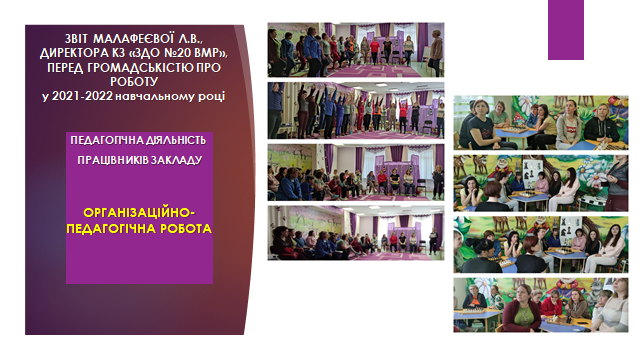 ЗВІТ МАЛАФЕЄВОЇ Л.В.,
ДИРЕКТОРА КЗ «ЗДО №20 ВМР»,
ПЕРЕД ГРОМАДСЬКІСТЮ ПРО
РОБОТУ
у 2021-2022 навчальному році
ПЕДАГОГІЧНА ДІЯЛЬНІСТЬ
ПРАЦІВНИКІВ ЗАКЛАДУ
ОРГАНІЗАЦІЙНО-
ПЕДАГОГІЧНА РОБОТА